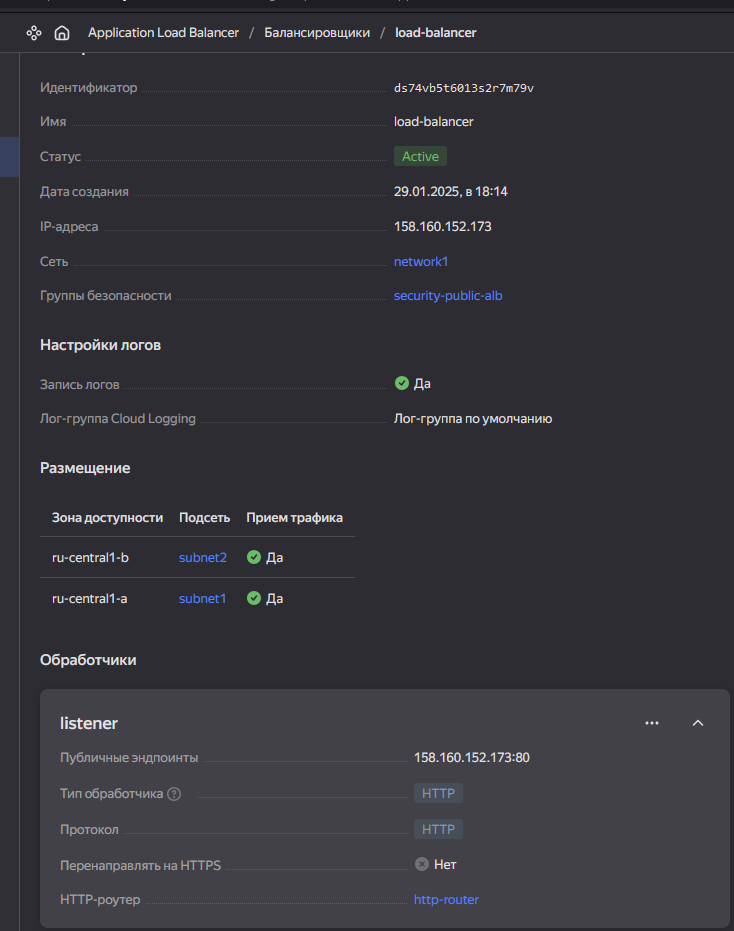 Application Load Balancer / Балансировщики / load-balancer
Идентификатор ds74vb5t6013s2r7m79v
Имя load-balancer
Статус Active
Дата создания 29.01.2025, в 18:14
IP-адреса 158.160.152.173
Сеть network1
Группы безопасности security-public-alb
Настройки логов
Запись логов Да
Лог-группа Cloud Logging Лог-группа по умолчанию
Размещение
Зона доступности Подсеть Прием трафика
ru-central1-b subnet2 Да
ru-central1-a subnet1 Да
Обработчики
listener
Публичные эндпоинты 158.160.152.173:80
Тип обработчика HTTP
Протокол HTTP
Перенаправлять на HTTPS Нет
HTTP-роутер http-router